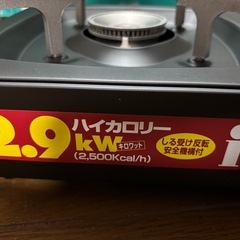 2.9
ハイカロリー
kW キロワット
(2,500Kcal/h)
しる受け反転
安全機構付
i